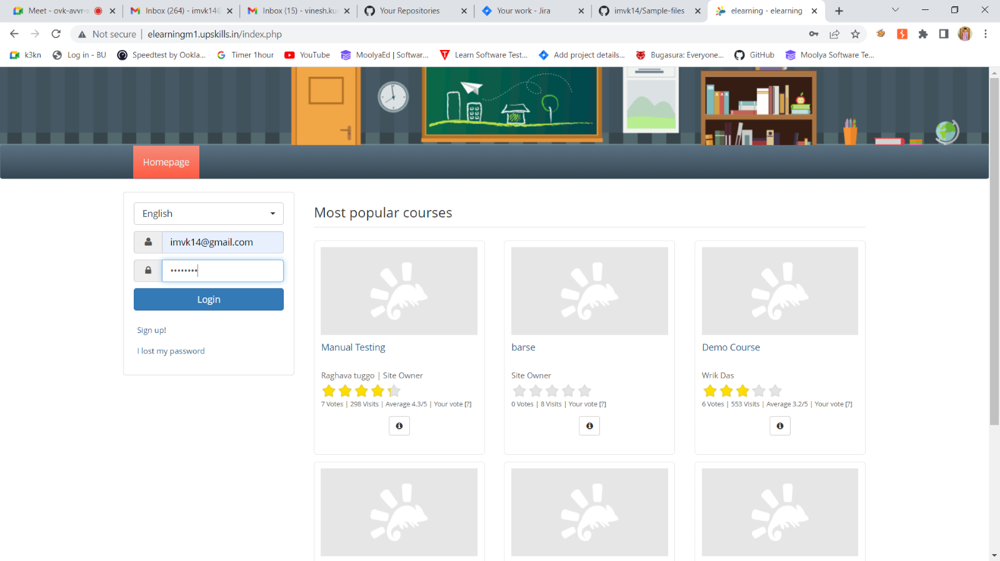 Meet - ovk-avvr-x
Inbox (264) - imvk14@
Inbox (15) - vinesh.ku
Your Repositories
Your work - Jira
imvk14/Sample-files
elearning - elearning
Not secure | elearningm1.upskills.in/index.php
k3kn
Log in - BU
Speedtest by Ookla...
Timer 1hour
YouTube
MoolyaEd | Softwar...
Learn Software Test...
Add project details...
Bugasura: Everyone...
GitHub
Moolya Software Te...
Homepage
English
imvk14@gmail.com
••••••••
Login
Sign up!
I lost my password
Most popular courses
Manual Testing
Raghava tuggo | Site Owner
7 Votes | 298 Visits | Average 4.3/5 | Your vote [?]
barse
Site Owner
0 Votes | 8 Visits | Your vote [?]
Demo Course
Wrik Das
6 Votes | 553 Visits | Average 3.2/5 | Your vote [?]